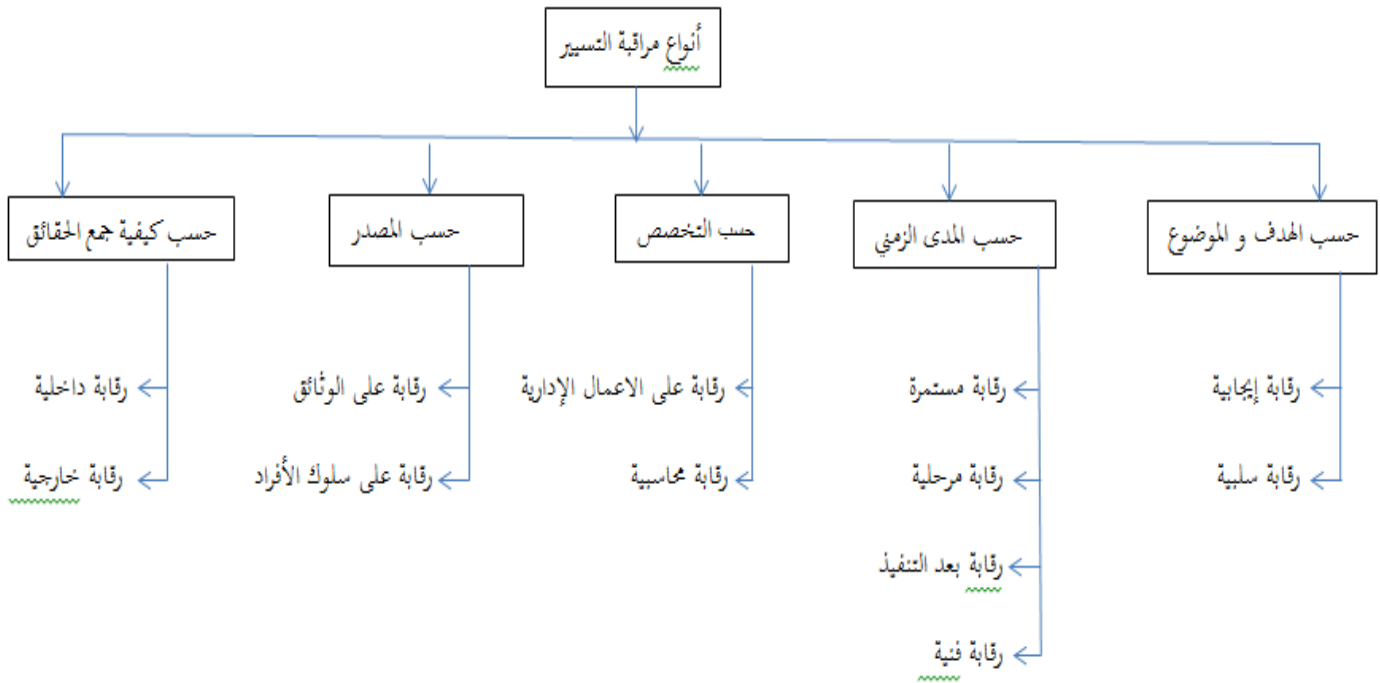 أنواع مراقبة التسيير
حسب الهدف و الموضوع
حسب المدى الزمني
حسب التخصص
حسب المصدر
حسب كيفية جمع الحقائق
رقابة إيجابية
رقابة مستمرة
رقابة على الاعمال الإدارية
رقابة على الوثائق
رقابة داخلية
رقابة سلبية
رقابة مرحلية
رقابة محاسبية
رقابة على سلوك الأفراد
رقابة خارجية
رقابة بعد التنفيذ
رقابة فنية